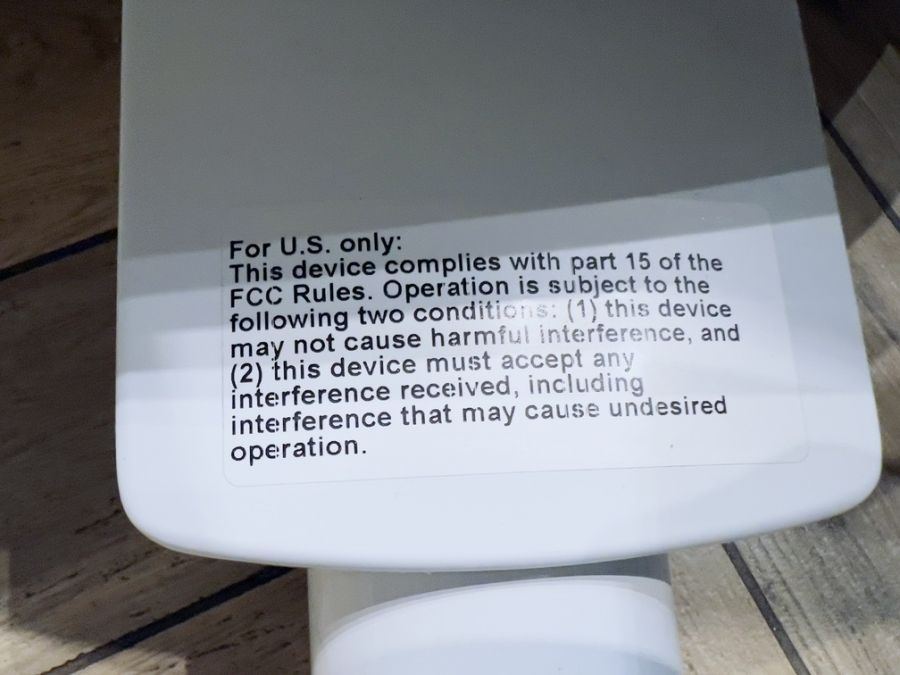 For U.S. only:
This device complies with part 15 of the
FCC Rules. Operation is subject to the
following two conditions: (1) this device
may not cause harmful interference, and
(2) this device must accept any
interference received, including
interference that may cause undesired
operation.